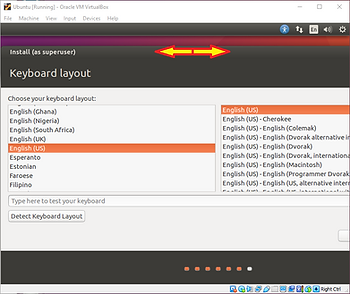 Ubuntu [Running] - Oracle VM VirtualBox
File Machine View Input Devices Help
En
Install (as superuser)
Keyboard layout
Choose your keyboard layout:
English (Ghana)
English (Nigeria)
English (South Africa)
English (UK)
English (US)
Esperanto
Estonian
Faroese
Filipino
English (US)
English (US) - Cherokee
English (US) - English (Colemak)
English (US) - English (Dvorak alternative
English (US) - English (Dvorak)
English (US) - English (Dvorak, internationa
English (US) - English (Macintosh)
English (US) - English (Programmer Dvorak
English (US) - English (US, alternative inter
Type here to test your keyboard
Detect Keyboard Layout
Right Ctrl